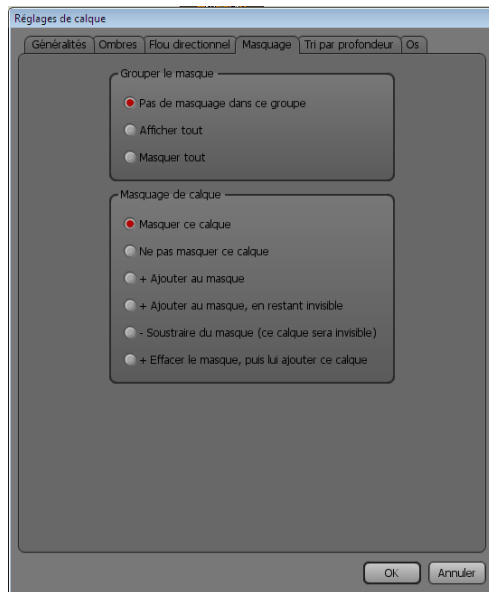 Réglages de calque
Généralités Ombres Flou directionnel Masquage Tri par profondeur Os
Grouper le masque
Pas de masquage dans ce groupe
Afficher tout
Masquer tout
Masquage de calque
Masquer ce calque
Ne pas masquer ce calque
+ Ajouter au masque
+ Ajouter au masque, en restant invisible
- Soustraire du masque (ce calque sera invisible)
+ Effacer le masque, puis lui ajouter ce calque
OK Annuler